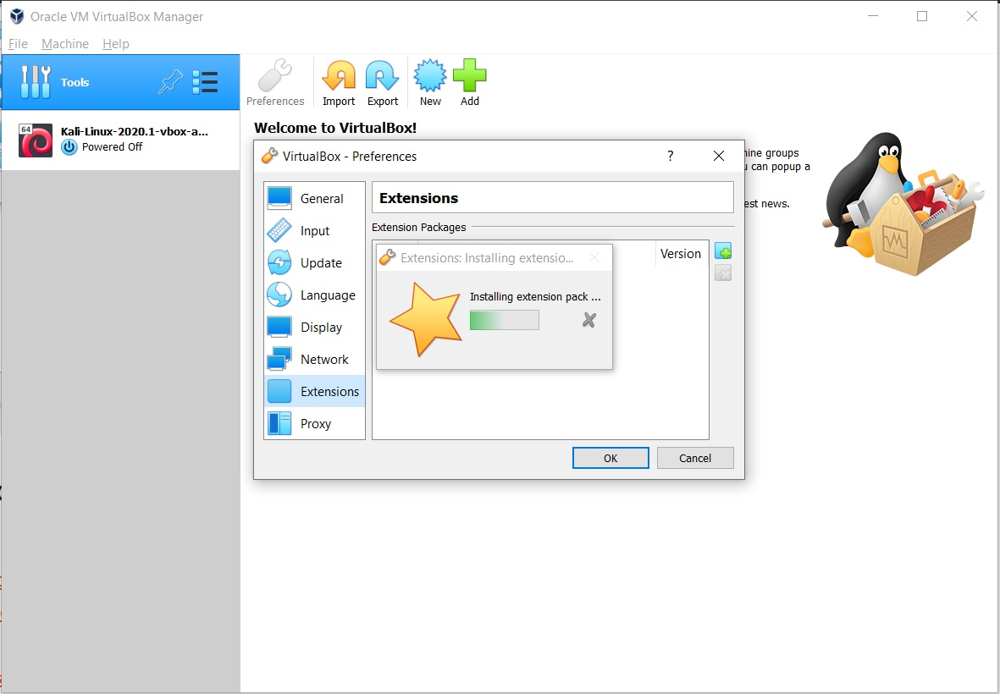 Oracle VM VirtualBox Manager
File Machine Help
Tools
64
Kali-Linux-2020.1-vbox-a...
Powered Off
Preferences Import Export New Add
Welcome to VirtualBox!
groups
can popup a
news.
VirtualBox - Preferences ?
General
Input
Update
Language
Display
Network
Extensions
Proxy
Extensions
Extension Packages
Version
Extensions: Installing extensio...
Installing extension pack ...
OK Cancel